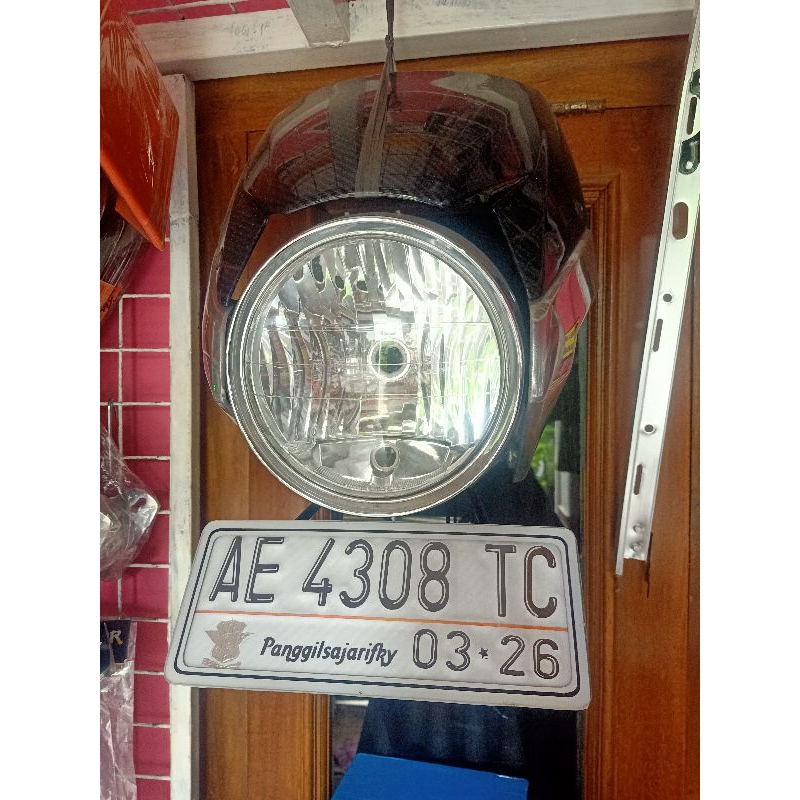 AE 4308 TC
Panggilsajarifky 03 * 26
R